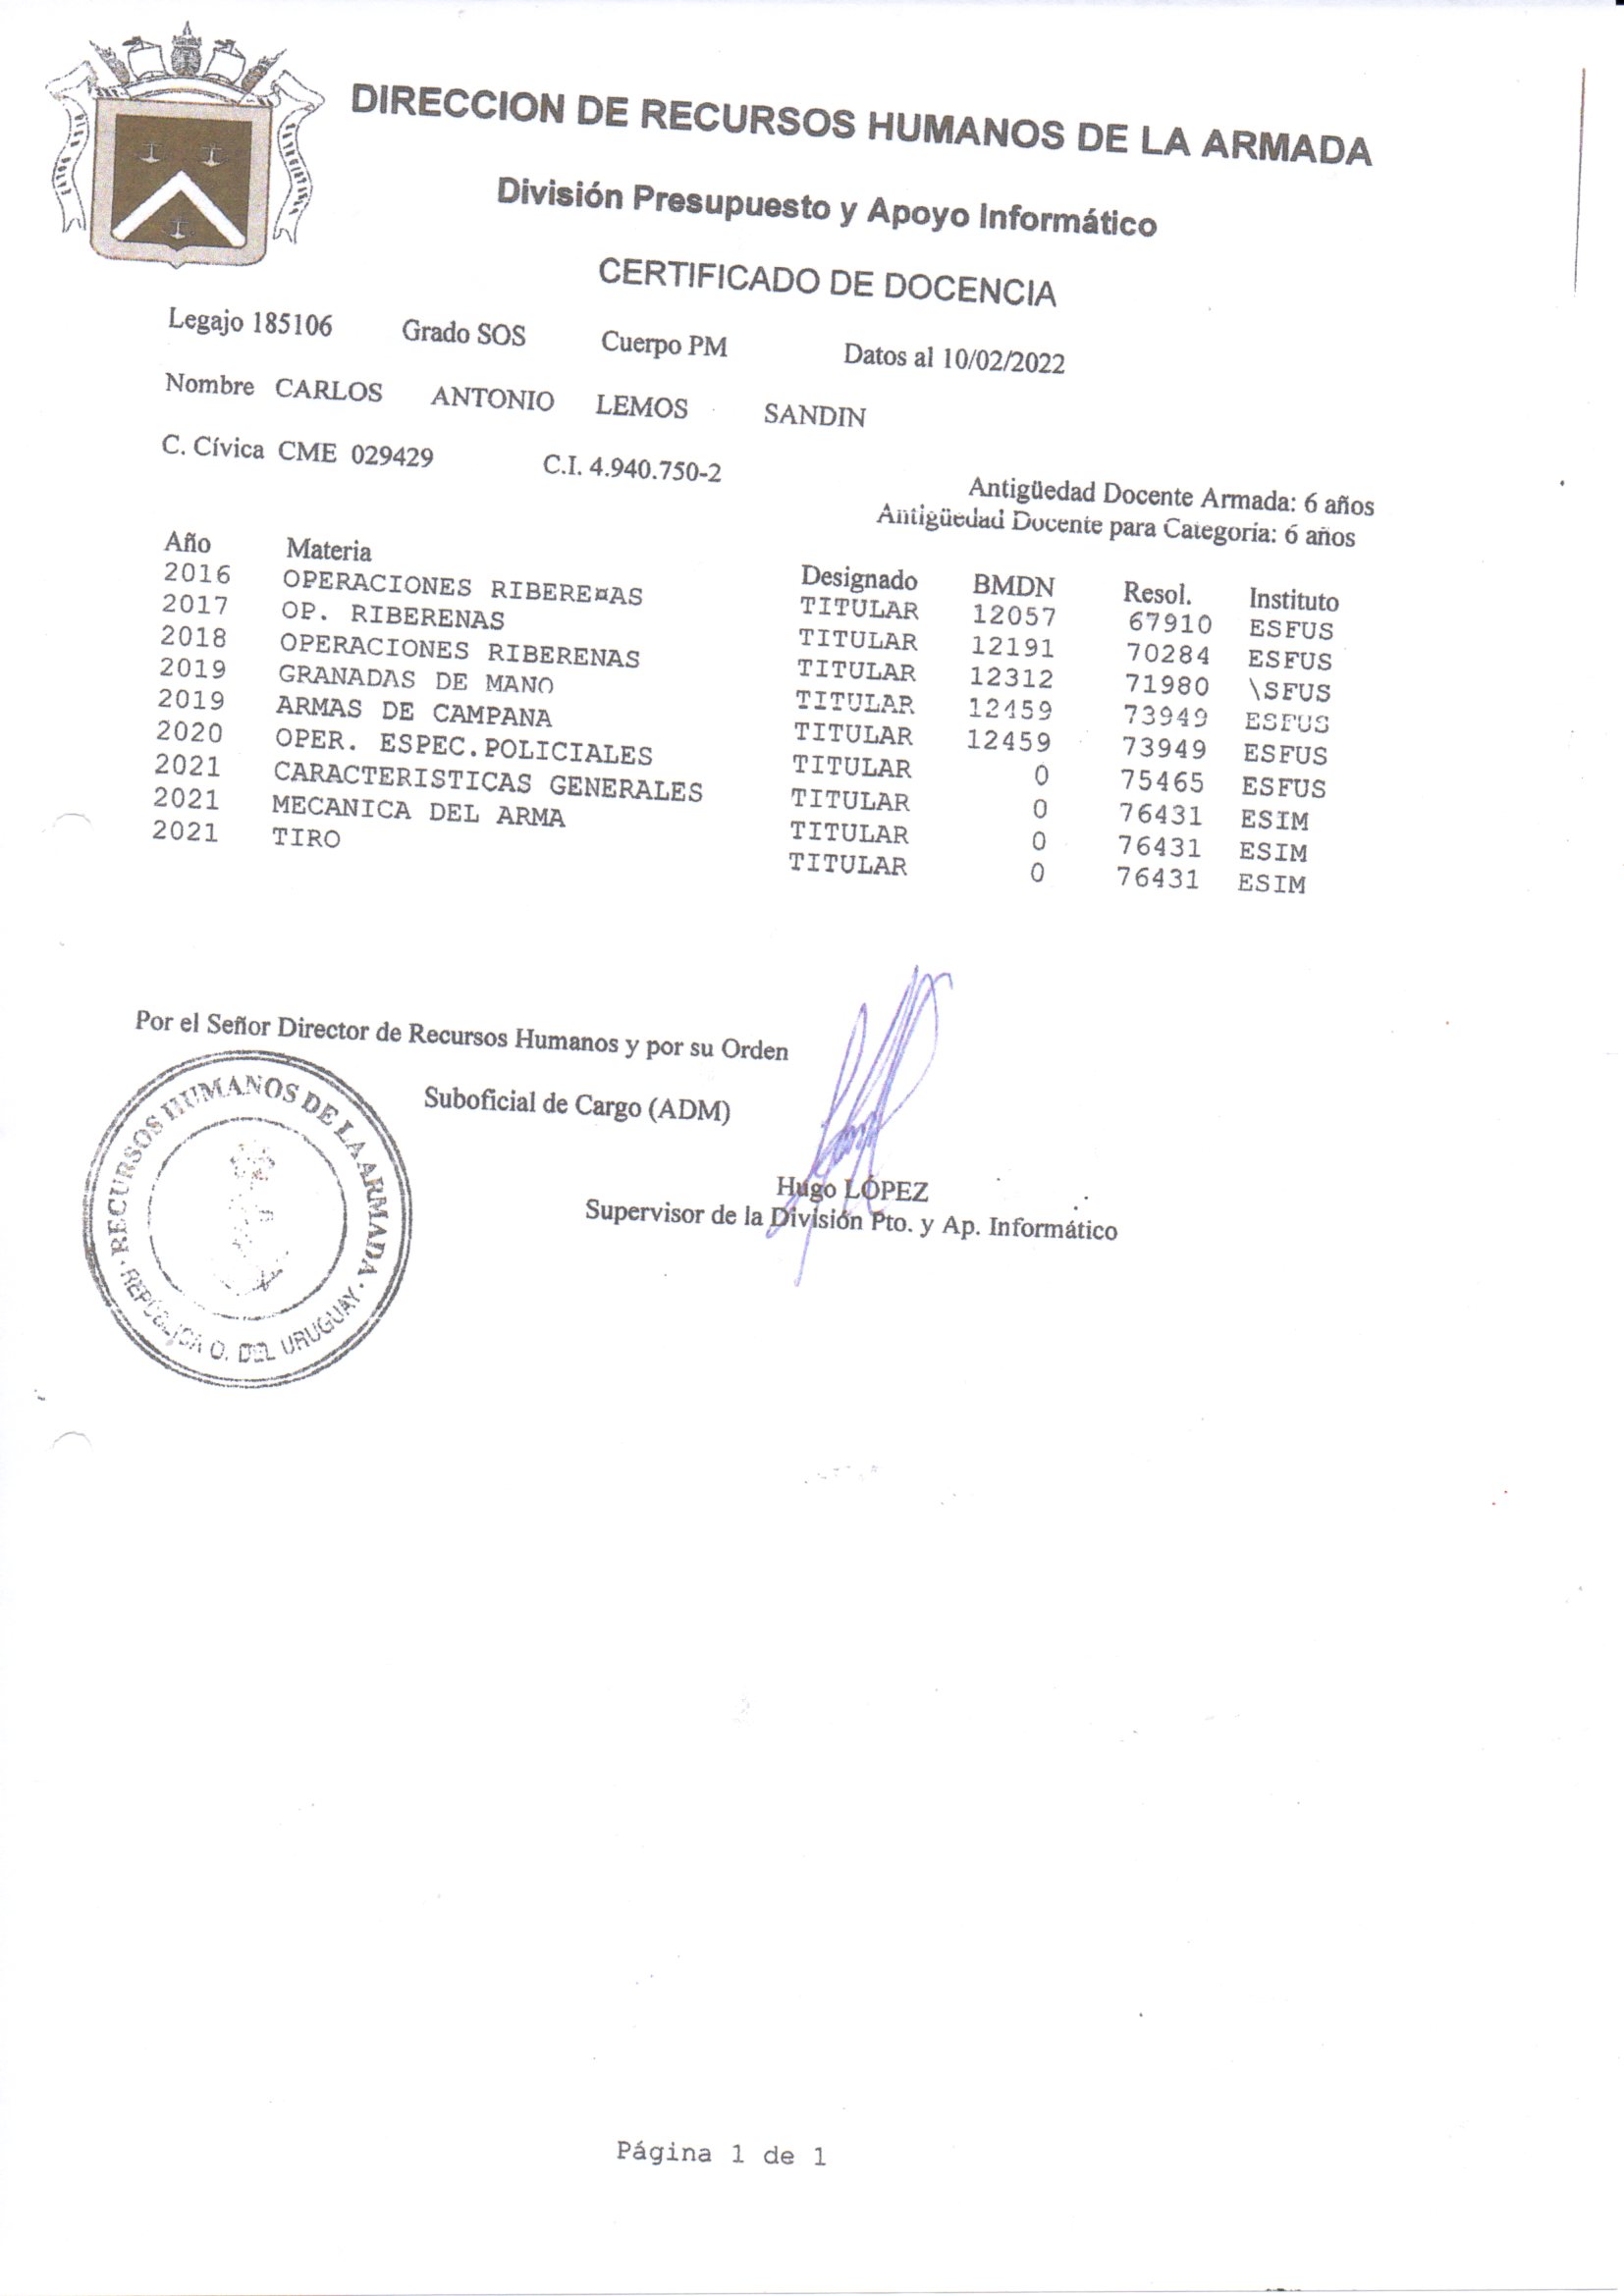 DIRECCION DE RECURSOS HUMANOS DE LA ARMADA
División Presupuesto y Apoyo Informático
CERTIFICADO DE DOCENCIA
Legajo 185106 Grado SOS Cuerpo PM Datos al 10/02/2022
Nombre CARLOS ANTONIO LEMOS SANDIN
C. Cívica CME 029429 C.I. 4.940.750-2
Antigüedad Docente Armada: 6 años
Antigüedad Docente para Categoría: 6 años
Año Materia Designado BMDN Resol. Instituto
2016 OPERACIONES RIBERE¤AS TITULAR 12057 67910 ESFUS
2017 OP. RIBERENAS TITULAR 12191 70284 ESFUS
2018 OPERACIONES RIBERENAS TITULAR 12312 71980 \SFUS
2019 GRANADAS DE MANO TITULAR 12459 73949 ESFUS
2019 ARMAS DE CAMPANA TITULAR 12459 73949 ESFUS
2020 OPER. ESPEC.POLICIALES TITULAR 0 75465 ESFUS
2021 CARACTERISTICAS GENERALES TITULAR 0 76431 ESIM
2021 MECANICA DEL ARMA TITULAR 0 76431 ESIM
2021 TIRO TITULAR 0 76431 ESIM
Por el Señor Director de Recursos Humanos y por su Orden
Suboficial de Cargo (ADM)
Hugo LÓPEZ
Supervisor de la División Pto. y Ap. Informático
RECURSOS HUMANOS DE LA ARMADA
REPÚBLICA O. DEL URUGUAY
Página 1 de 1